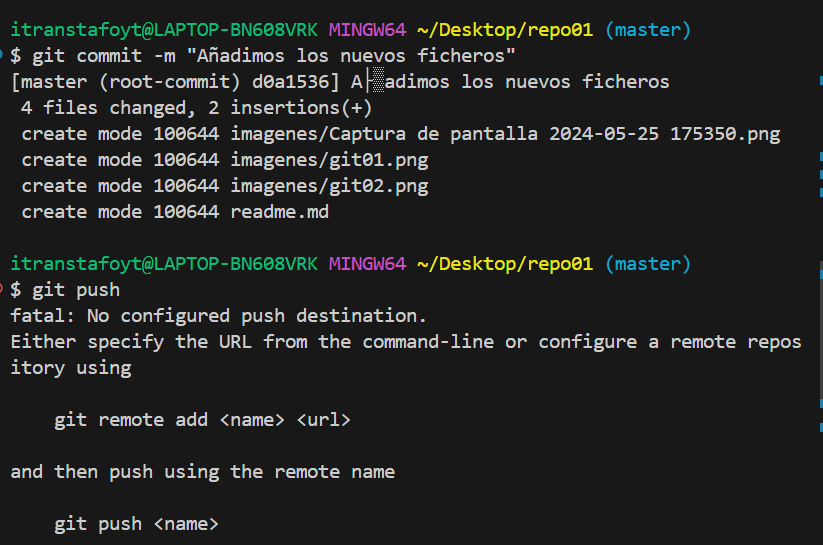 itranstafoyt@LAPTOP-BN608VRK MINGW64 ~/Desktop/repo01 (master)
$ git commit -m "Añadimos los nuevos ficheros"
[master (root-commit) d0a1536] A├▒adimos los nuevos ficheros
 4 files changed, 2 insertions(+)
 create mode 100644 imagenes/Captura de pantalla 2024-05-25 175350.png
 create mode 100644 imagenes/git01.png
 create mode 100644 imagenes/git02.png
 create mode 100644 readme.md
itranstafoyt@LAPTOP-BN608VRK MINGW64 ~/Desktop/repo01 (master)
$ git push
fatal: No configured push destination.
Either specify the URL from the command-line or configure a remote repos
itory using
    git remote add <name> <url>
and then push using the remote name
    git push <name>